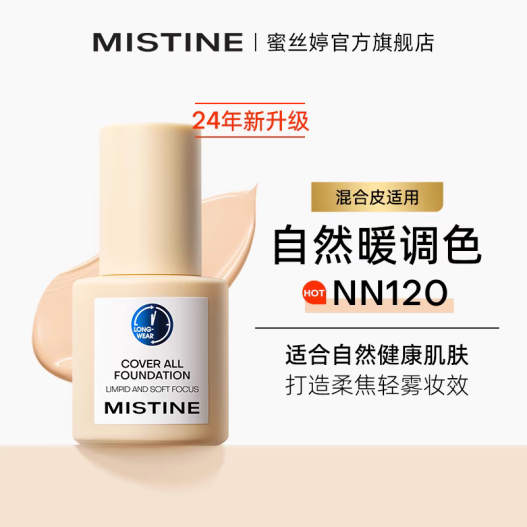 MISTINE | 蜜丝婷官方旗舰店
24年新升级
混合皮适用
自然暖调色
HOT NN120
适合自然健康肌肤
打造柔焦轻雾妆效
LONG-
WEAR
COVER ALL
FOUNDATION
LIMPID AND SOFT FOCUS
MISTINE